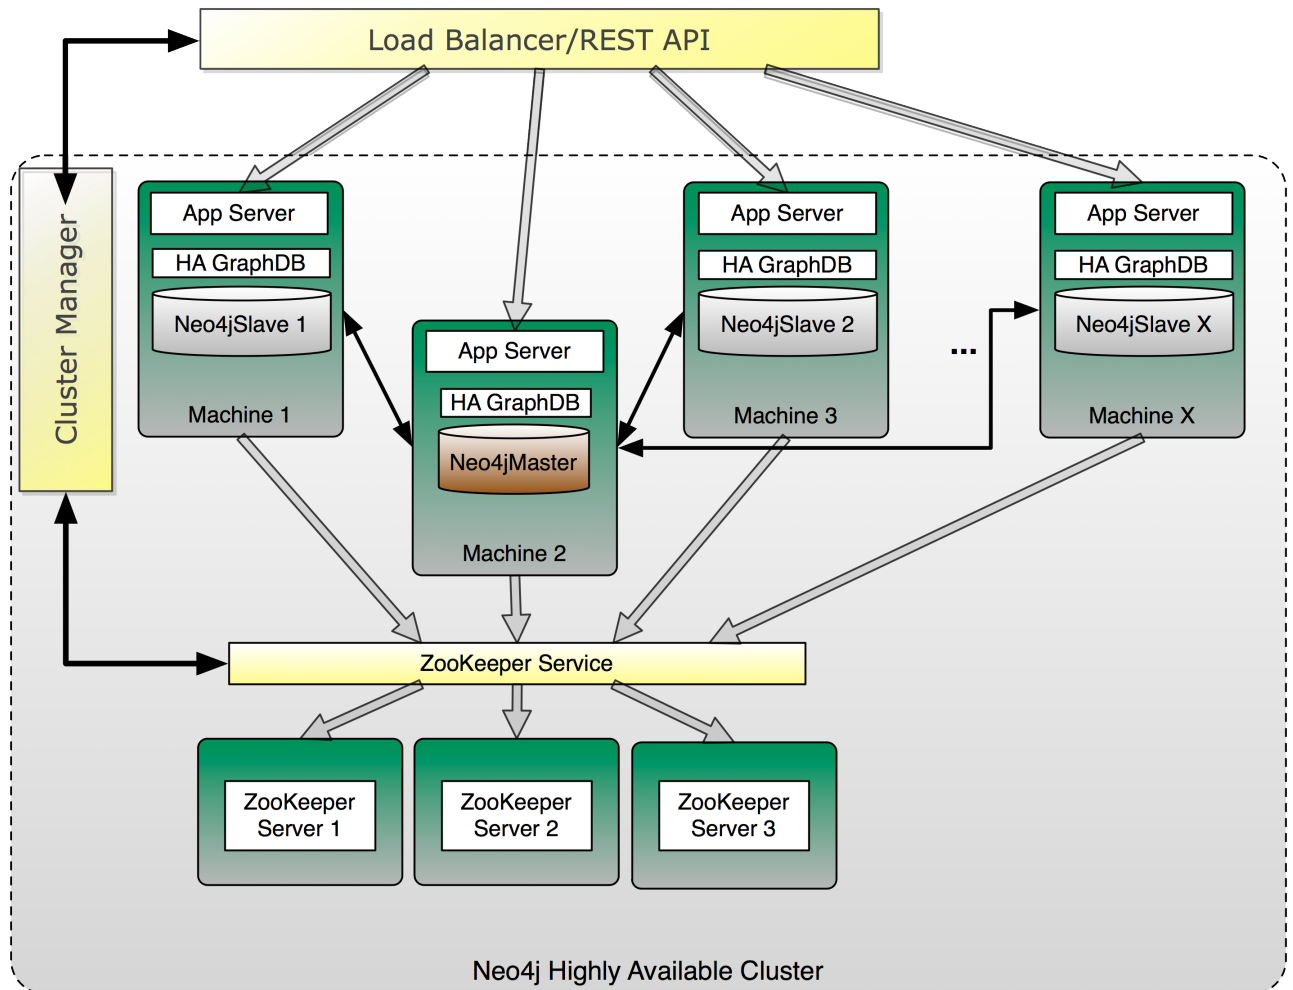 Load Balancer/REST API
Cluster Manager
App Server
HA GraphDB
Neo4jSlave 1
Machine 1
App Server
HA GraphDB
Neo4jMaster
Machine 2
App Server
HA GraphDB
Neo4jSlave 2
Machine 3
...
App Server
HA GraphDB
Neo4jSlave X
Machine X
ZooKeeper Service
ZooKeeper
Server 1
ZooKeeper
Server 2
ZooKeeper
Server 3
Neo4j Highly Available Cluster